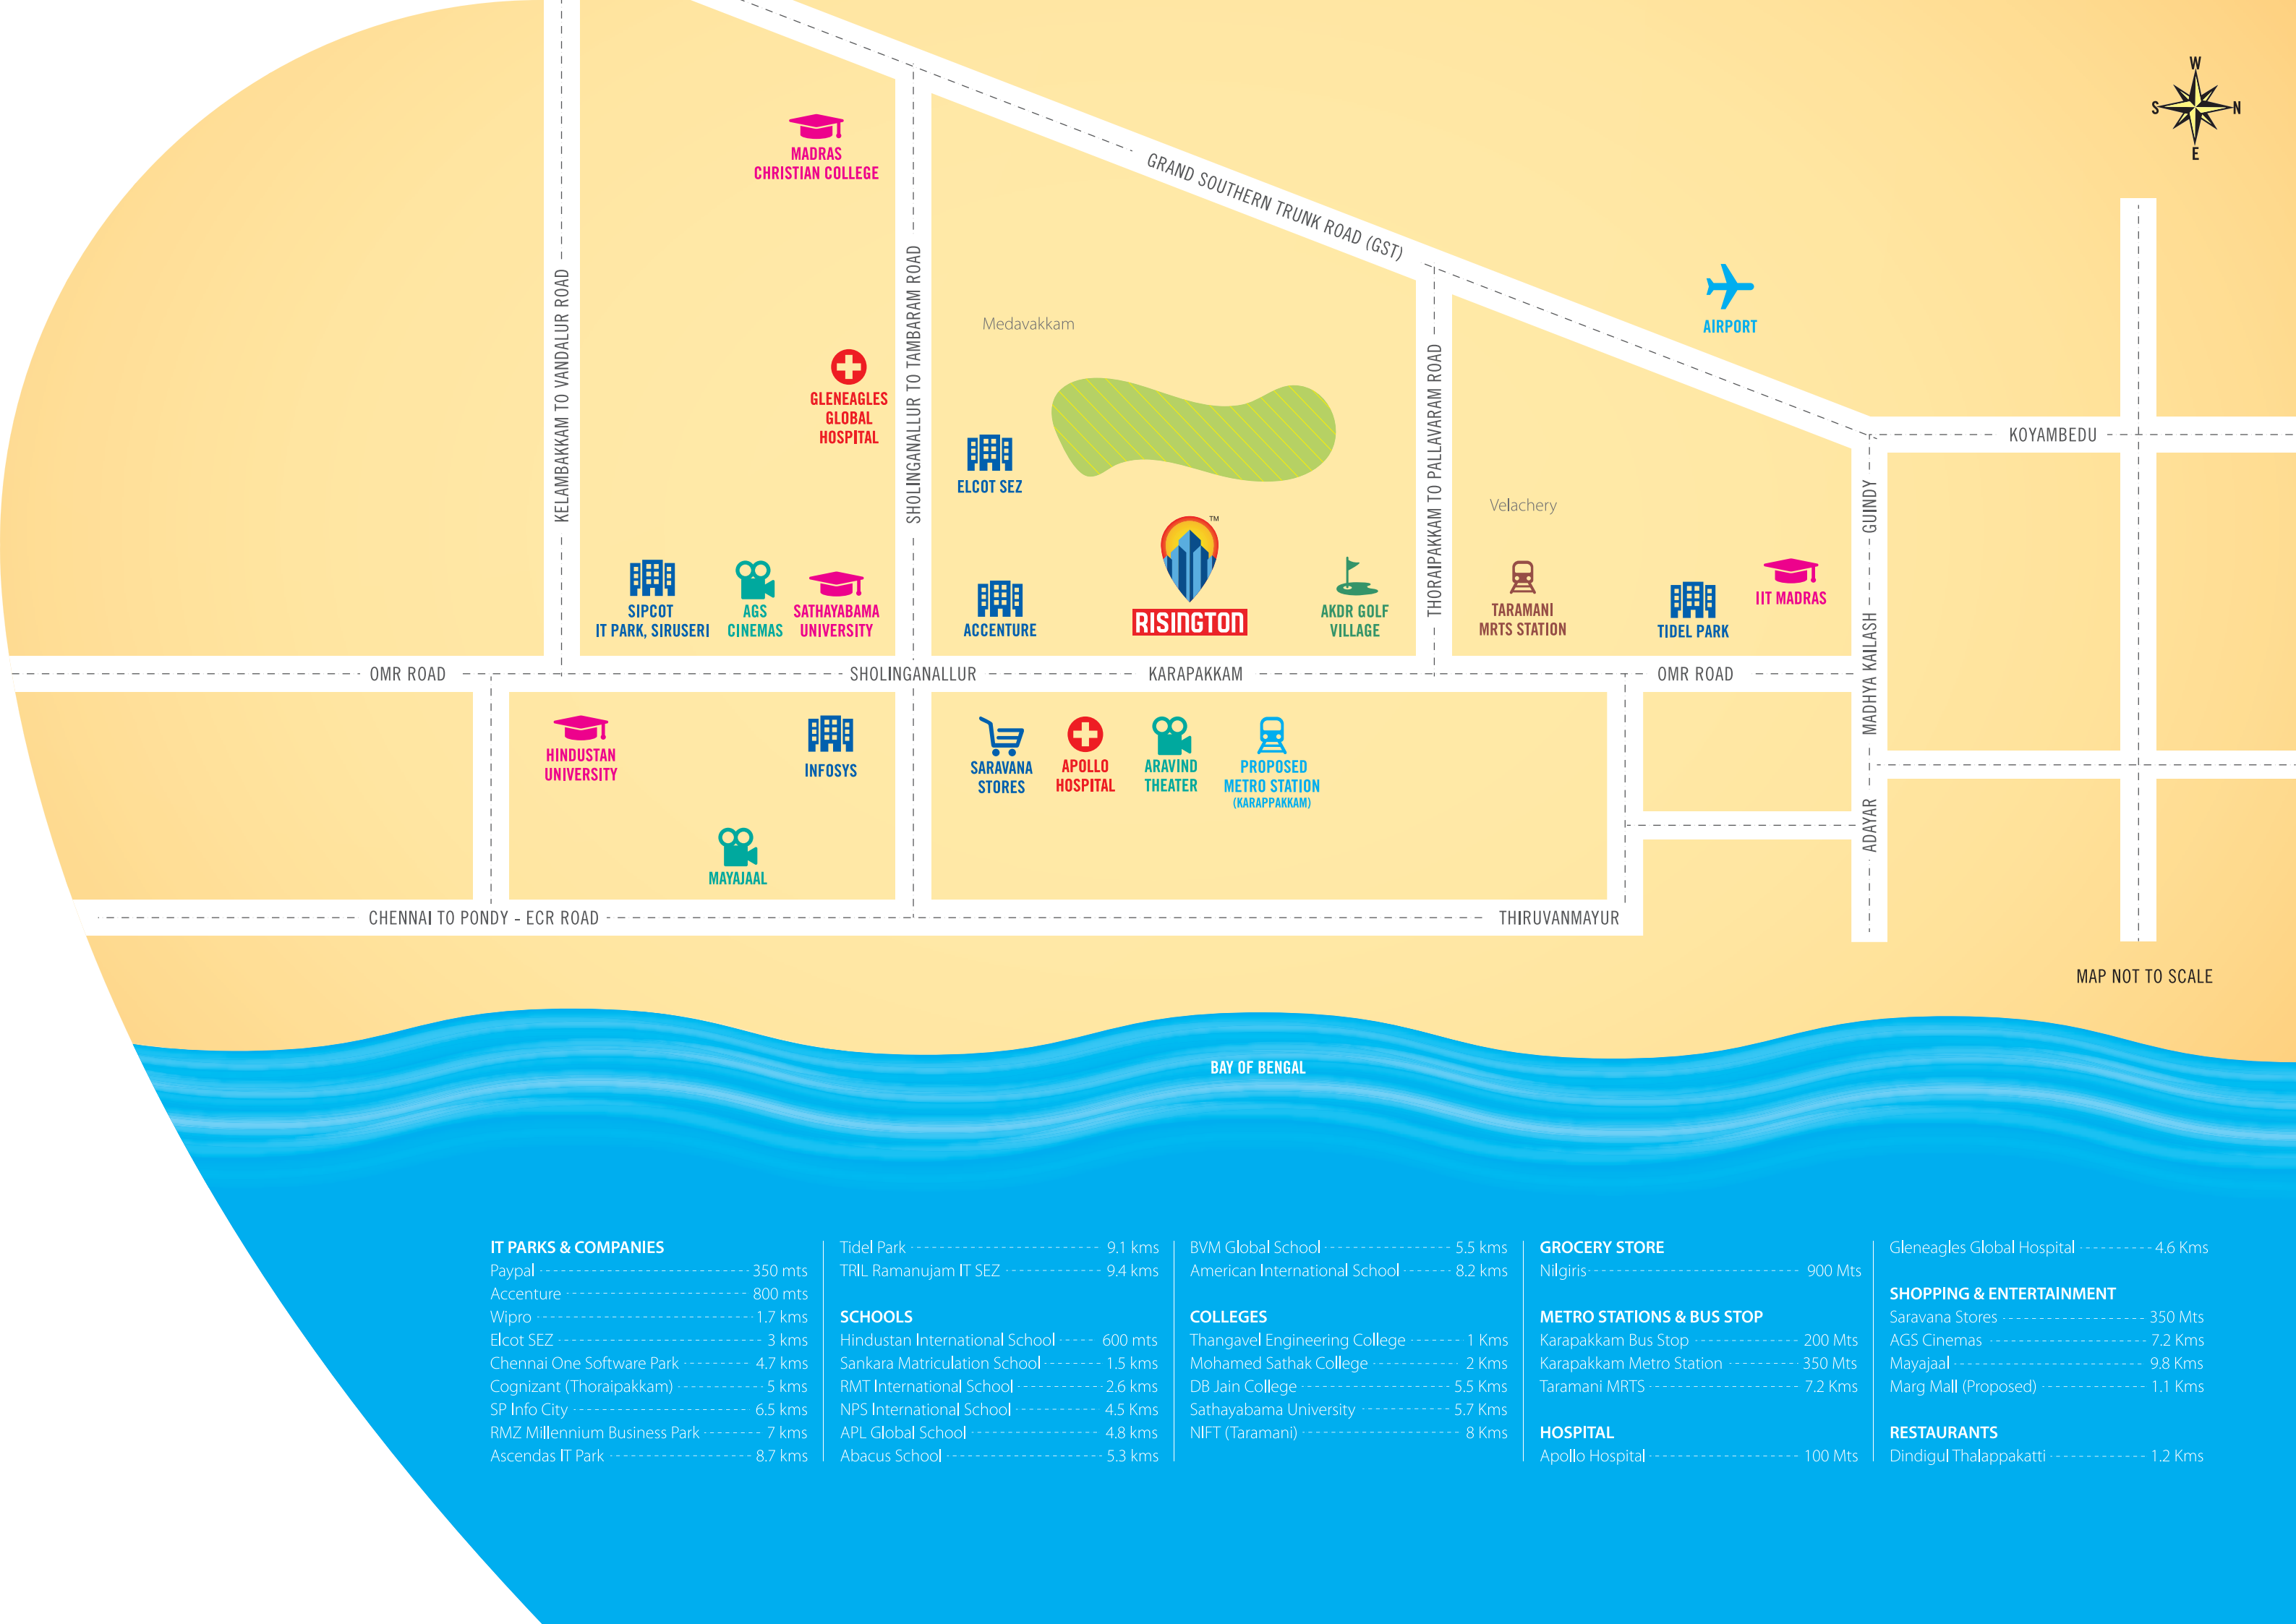 W
S N
E
MADRAS
CHRISTIAN COLLEGE
GRAND SOUTHERN TRUNK ROAD (GST)
KELAMBAKKAM TO VANDALUR ROAD
SHOLINGANALLUR TO TAMBARAM ROAD
THORAIPAKKAM TO PALLAVARAM ROAD
AIRPORT
Medavakkam
GLENEAGLES
GLOBAL
HOSPITAL
KOYAMBEDU
ELCOT SEZ
Velachery
GUINDY
MADHYA KAILASH
ADAYAR
TM
RISINGTON
SIPCOT
IT PARK, SIRUSERI
AGS
CINEMAS
SATHAYABAMA
UNIVERSITY
ACCENTURE
AKDR GOLF
VILLAGE
TARAMANI
MRTS STATION
TIDEL PARK
IIT MADRAS
OMR ROAD
SHOLINGANALLUR
KARAPAKKAM
OMR ROAD
HINDUSTAN
UNIVERSITY
INFOSYS
SARAVANA
STORES
APOLLO
HOSPITAL
ARAVIND
THEATER
PROPOSED
METRO STATION
(KARAPPAKKAM)
MAYAJAAL
CHENNAI TO PONDY - ECR ROAD
THIRUVANMAYUR
MAP NOT TO SCALE
BAY OF BENGAL
IT PARKS & COMPANIES
Paypal 350 mts
Accenture 800 mts
Wipro 1.7 kms
Elcot SEZ 3 kms
Chennai One Software Park 4.7 kms
Cognizant (Thoraipakkam) 5 kms
SP Info City 6.5 kms
RMZ Millennium Business Park 7 kms
Ascendas IT Park 8.7 kms
Tidel Park 9.1 kms
TRIL Ramanujam IT SEZ 9.4 kms
SCHOOLS
Hindustan International School 600 mts
Sankara Matriculation School 1.5 kms
RMT International School 2.6 kms
NPS International School 4.5 Kms
APL Global School 4.8 kms
Abacus School 5.3 kms
BVM Global School 5.5 kms
American International School 8.2 kms
COLLEGES
Thangavel Engineering College 1 Kms
Mohamed Sathak College 2 Kms
DB Jain College 5.5 Kms
Sathayabama University 5.7 Kms
NIFT (Taramani) 8 Kms
GROCERY STORE
Nilgiris 900 Mts
METRO STATIONS & BUS STOP
Karapakkam Bus Stop 200 Mts
Karapakkam Metro Station 350 Mts
Taramani MRTS 7.2 Kms
HOSPITAL
Apollo Hospital 100 Mts
Gleneagles Global Hospital 4.6 Kms
SHOPPING & ENTERTAINMENT
Saravana Stores 350 Mts
AGS Cinemas 7.2 Kms
Mayajaal 9.8 Kms
Marg Mall (Proposed) 1.1 Kms
RESTAURANTS
Dindigul Thalappakatti 1.2 Kms